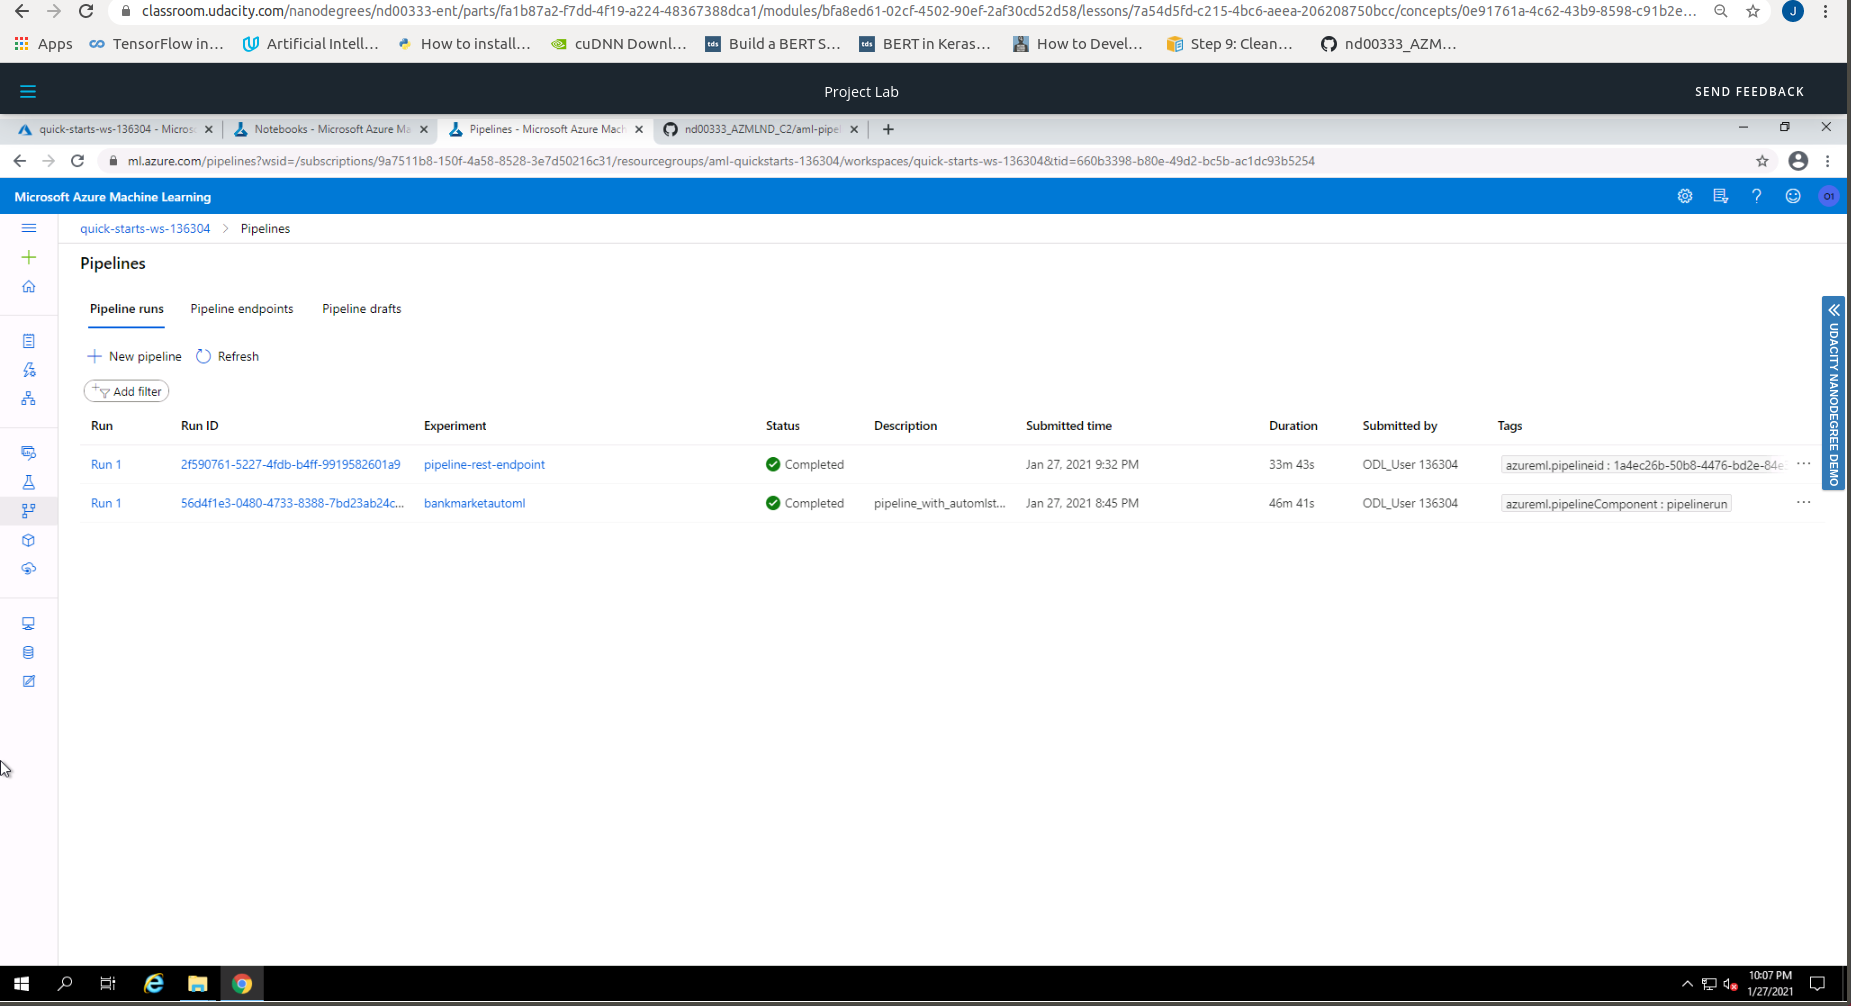 classroom.udacity.com/nanodegrees/nd00333-ent/parts/fa1b87a2-f7dd-4f19-a224-48367388dca1/modules/bfa8ed61-02cf-4502-90ef-2af30cd52d58/lessons/7a54d5fd-c215-4bc6-aeea-206208750bcc/concepts/0e91761a-4c62-43b9-8598-c91b2e... J
Apps TensorFlow in... Artificial Intell... How to install... cuDNN Downl... tds Build a BERT S... tds BERT in Keras... How to Devel... Step 9: Clean... nd00333_AZM...
Project Lab SEND FEEDBACK
quick-starts-ws-136304 - Micros Notebooks - Microsoft Azure Ma Pipelines - Microsoft Azure Mach nd00333_AZMLND_C2/aml-pipel
ml.azure.com/pipelines?wsid=/subscriptions/9a7511b8-150f-4a58-8528-3e7d50216c31/resourcegroups/aml-quickstarts-136304/workspaces/quick-starts-ws-136304&tid=660b3398-b80e-49d2-bc5b-ac1dc93b5254
Microsoft Azure Machine Learning O1
quick-starts-ws-136304 > Pipelines
Pipelines
Pipeline runs Pipeline endpoints Pipeline drafts
New pipeline Refresh
Add filter
Run Run ID Experiment Status Description Submitted time Duration Submitted by Tags
Run 1 2f590761-5227-4fdb-b4ff-9919582601a9 pipeline-rest-endpoint Completed Jan 27, 2021 9:32 PM 33m 43s ODL_User 136304 azureml.pipelineid : 1a4ec26b-50b8-4476-bd2e-84e ...
Run 1 56d4f1e3-0480-4733-8388-7bd23ab24c... bankmarketautoml Completed pipeline_with_automlst... Jan 27, 2021 8:45 PM 46m 41s ODL_User 136304 azureml.pipelineComponent : pipelinerun ...
UDACITY NANODEGREE DEMO
10:07 PM
1/27/2021